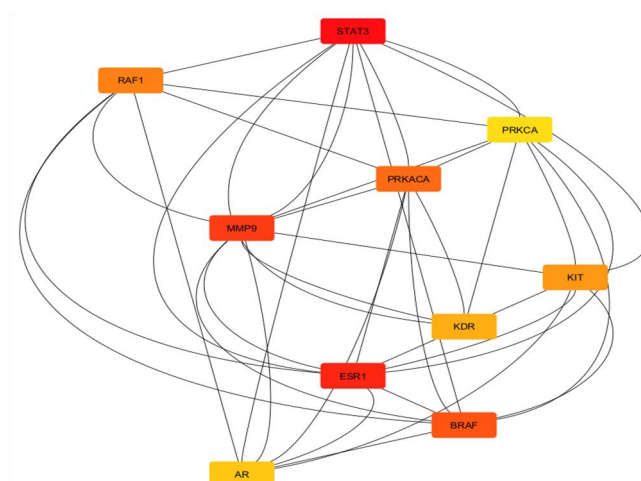 STAT3
RAF1
PRKCA
PRKACA
MMP9
KIT
KDR
ESR1
BRAF
AR